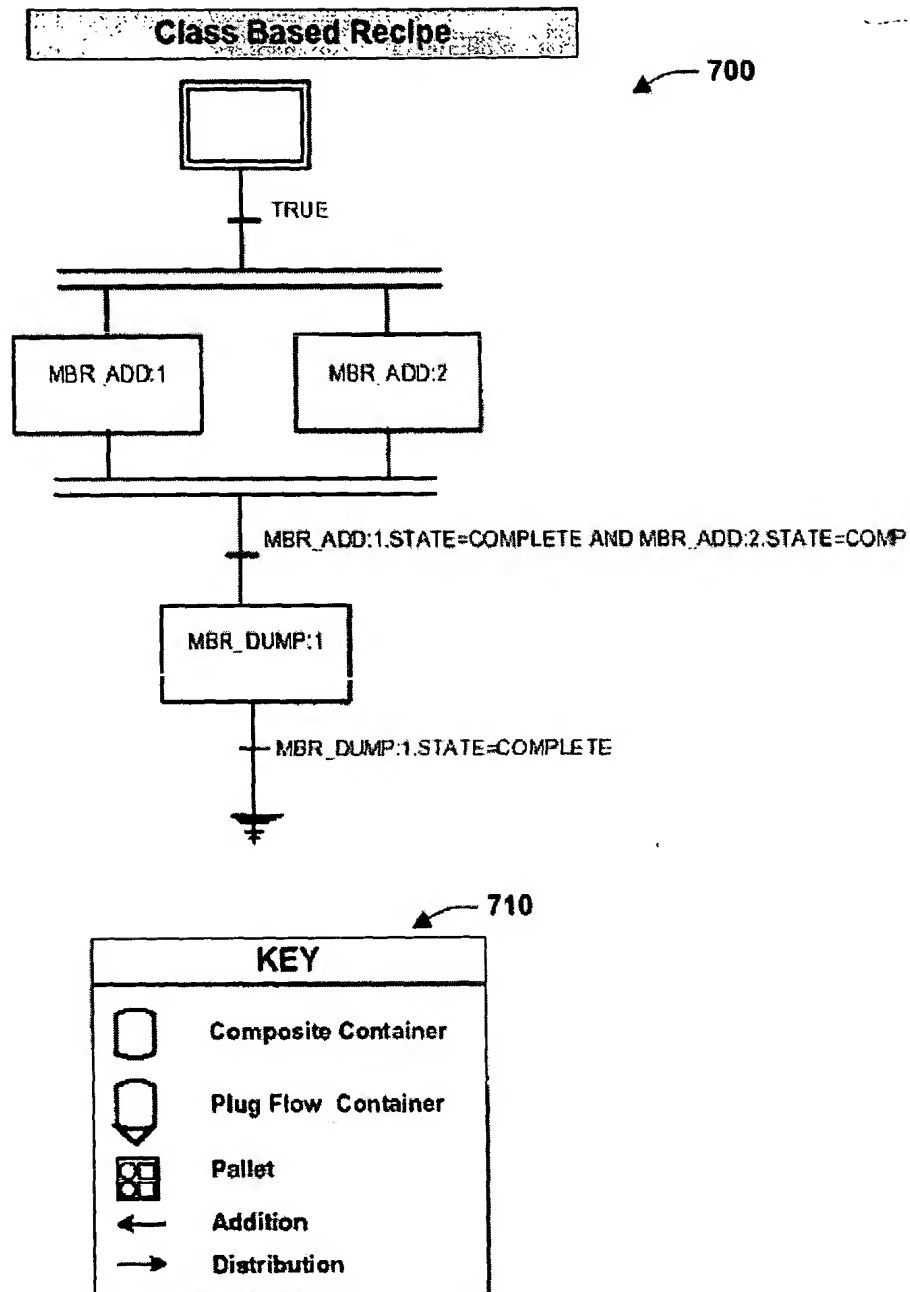 Class Based Recipe
700
TRUE
MBR_ADD:1
MBR_ADD:2
MBR_ADD:1.STATE=COMPLETE AND MBR_ADD:2.STATE=COMP
MBR_DUMP:1
MBR_DUMP:1.STATE=COMPLETE
710
KEY
Composite Container
Plug Flow Container
Pallet
Addition
Distribution